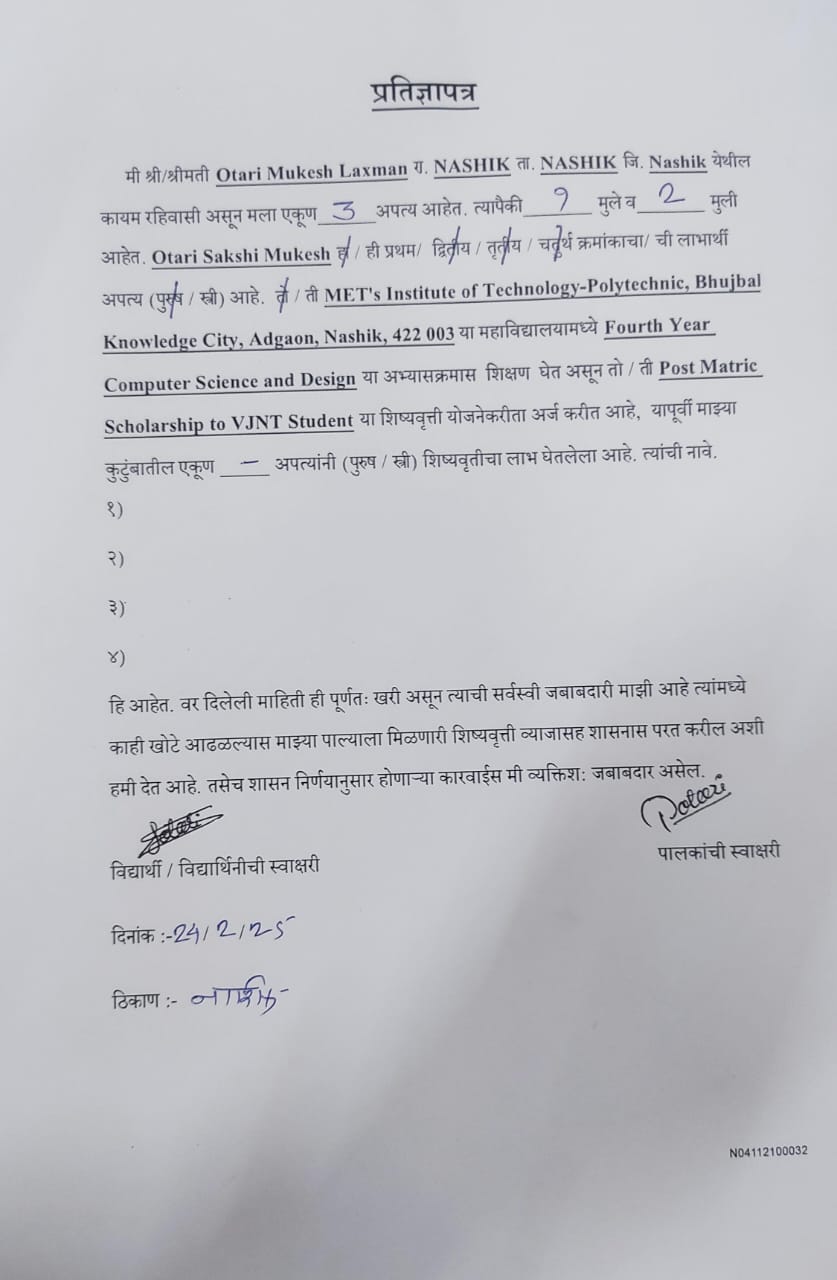 प्रतिज्ञापत्र
मी श्री/श्रीमती Otari Mukesh Laxman रा. NASHIK ता. NASHIK जि. Nashik येथील
कायम रहिवासी असून मला एकूण 3 अपत्य आहेत. त्यापैकी १ मुले व 2 मुली
आहेत. Otari Sakshi Mukesh हा / ही प्रथम/ द्वितीय / तृतीय / चतुर्थ क्रमांकाचा/ ची लाभार्थी
अपत्य (पुरुष / स्त्री) आहे. तो / ती MET's Institute of Technology-Polytechnic, Bhujbal
Knowledge City, Adgaon, Nashik, 422 003 या महाविद्यालयामध्ये Fourth Year
Computer Science and Design या अभ्यासक्रमास शिक्षण घेत असून तो / ती Post Matric
Scholarship to VJNT Student या शिष्यवृत्ती योजनेकरीता अर्ज करीत आहे, यापूर्वी माझ्या
कुटुंबातील एकूण — अपत्यांनी (पुरुष / स्त्री) शिष्यवृतीचा लाभ घेतलेला आहे. त्यांची नावे.
१)
२)
३)
४)
हि आहेत. वर दिलेली माहिती ही पूर्णतः खरी असून त्याची सर्वस्वी जबाबदारी माझी आहे त्यांमध्ये
काही खोटे आढळल्यास माझ्या पाल्याला मिळणारी शिष्यवृत्ती व्याजासह शासनास परत करील अशी
हमी देत आहे. तसेच शासन निर्णयानुसार होणाऱ्या कारवाईस मी व्यक्तिशः जबाबदार असेल.
विद्यार्थी / विद्यार्थिनीची स्वाक्षरी
पालकांची स्वाक्षरी
दिनांक :-24/2/25
ठिकाण :- नाशिक
N04112100032